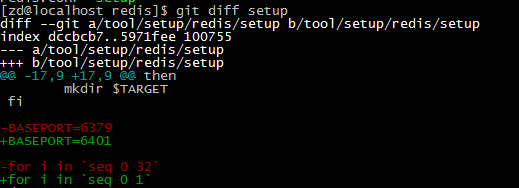 [zd@localhost redis]$ git diff setup
diff --git a/tool/setup/redis/setup b/tool/setup/redis/setup
index dccbcb7..5971fee 100755
--- a/tool/setup/redis/setup
+++ b/tool/setup/redis/setup
@@ -17,9 +17,9 @@ then
        mkdir $TARGET
 fi
-BASEPORT=6379
+BASEPORT=6401
-for i in `seq 0 32`
+for i in `seq 0 1`